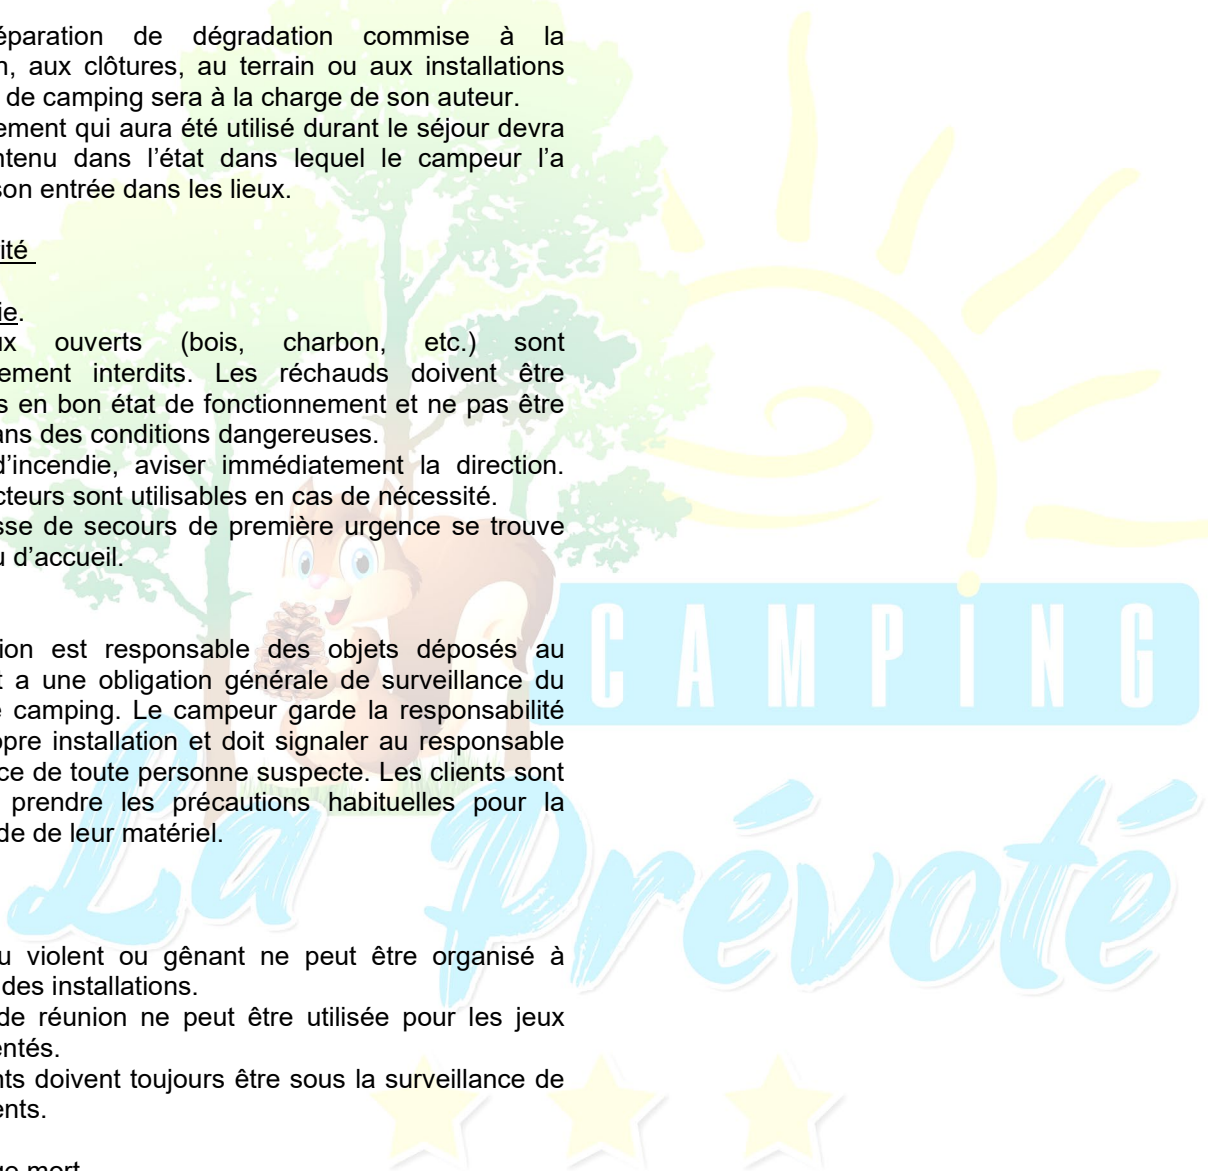 éparation de dégradation commise à la
n, aux clôtures, au terrain ou aux installations
de camping sera à la charge de son auteur.
ement qui aura été utilisé durant le séjour devra
ntenu dans l’état dans lequel le campeur l’a
son entrée dans les lieux.
ité
ie.
ux ouverts (bois, charbon, etc.) sont
ement interdits. Les réchauds doivent être
s en bon état de fonctionnement et ne pas être
ans des conditions dangereuses.
d’incendie, aviser immédiatement la direction.
cteurs sont utilisables en cas de nécessité.
sse de secours de première urgence se trouve
u d’accueil.
ion est responsable des objets déposés au
t a une obligation générale de surveillance du
e camping. Le campeur garde la responsabilité
opre installation et doit signaler au responsable
ce de toute personne suspecte. Les clients sont
prendre les précautions habituelles pour la
de de leur matériel.
u violent ou gênant ne peut être organisé à
des installations.
de réunion ne peut être utilisée pour les jeux
entés.
nts doivent toujours être sous la surveillance de
ents.
ge mort
CAMPiNG
La Prévoté